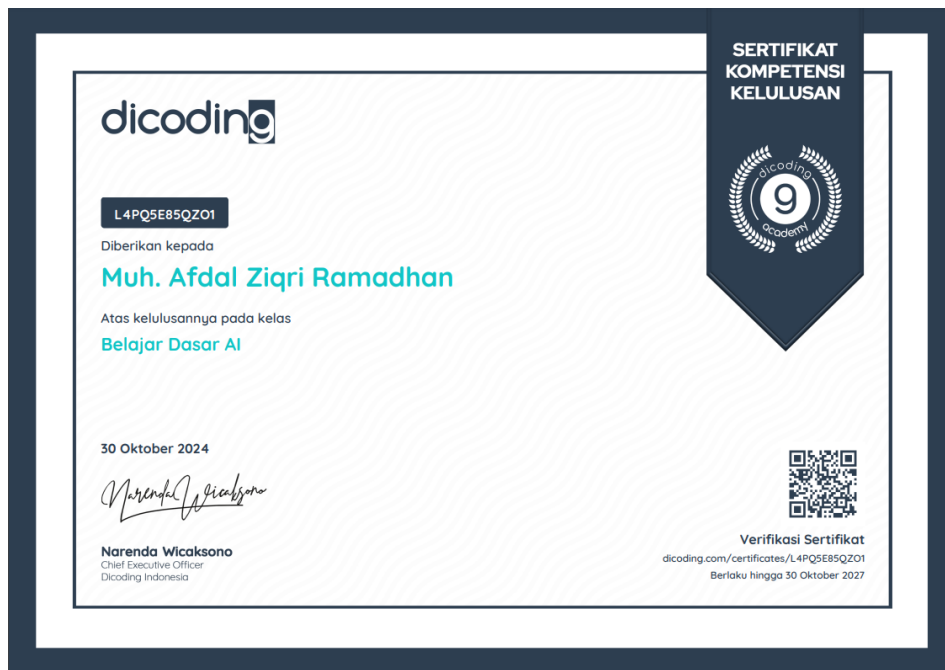 SERTIFIKAT
KOMPETENSI
KELULUSAN
dicoding
dicoding
9
academy
L4PQ5E85QZO1
Diberikan kepada
Muh. Afdal Ziqri Ramadhan
Atas kelulusannya pada kelas
Belajar Dasar AI
30 Oktober 2024
Narenda Wicaksono
Narenda Wicaksono
Chief Executive Officer
Dicoding Indonesia
Verifikasi Sertifikat
dicoding.com/certificates/L4PQ5E85QZO1
Berlaku hingga 30 Oktober 2027